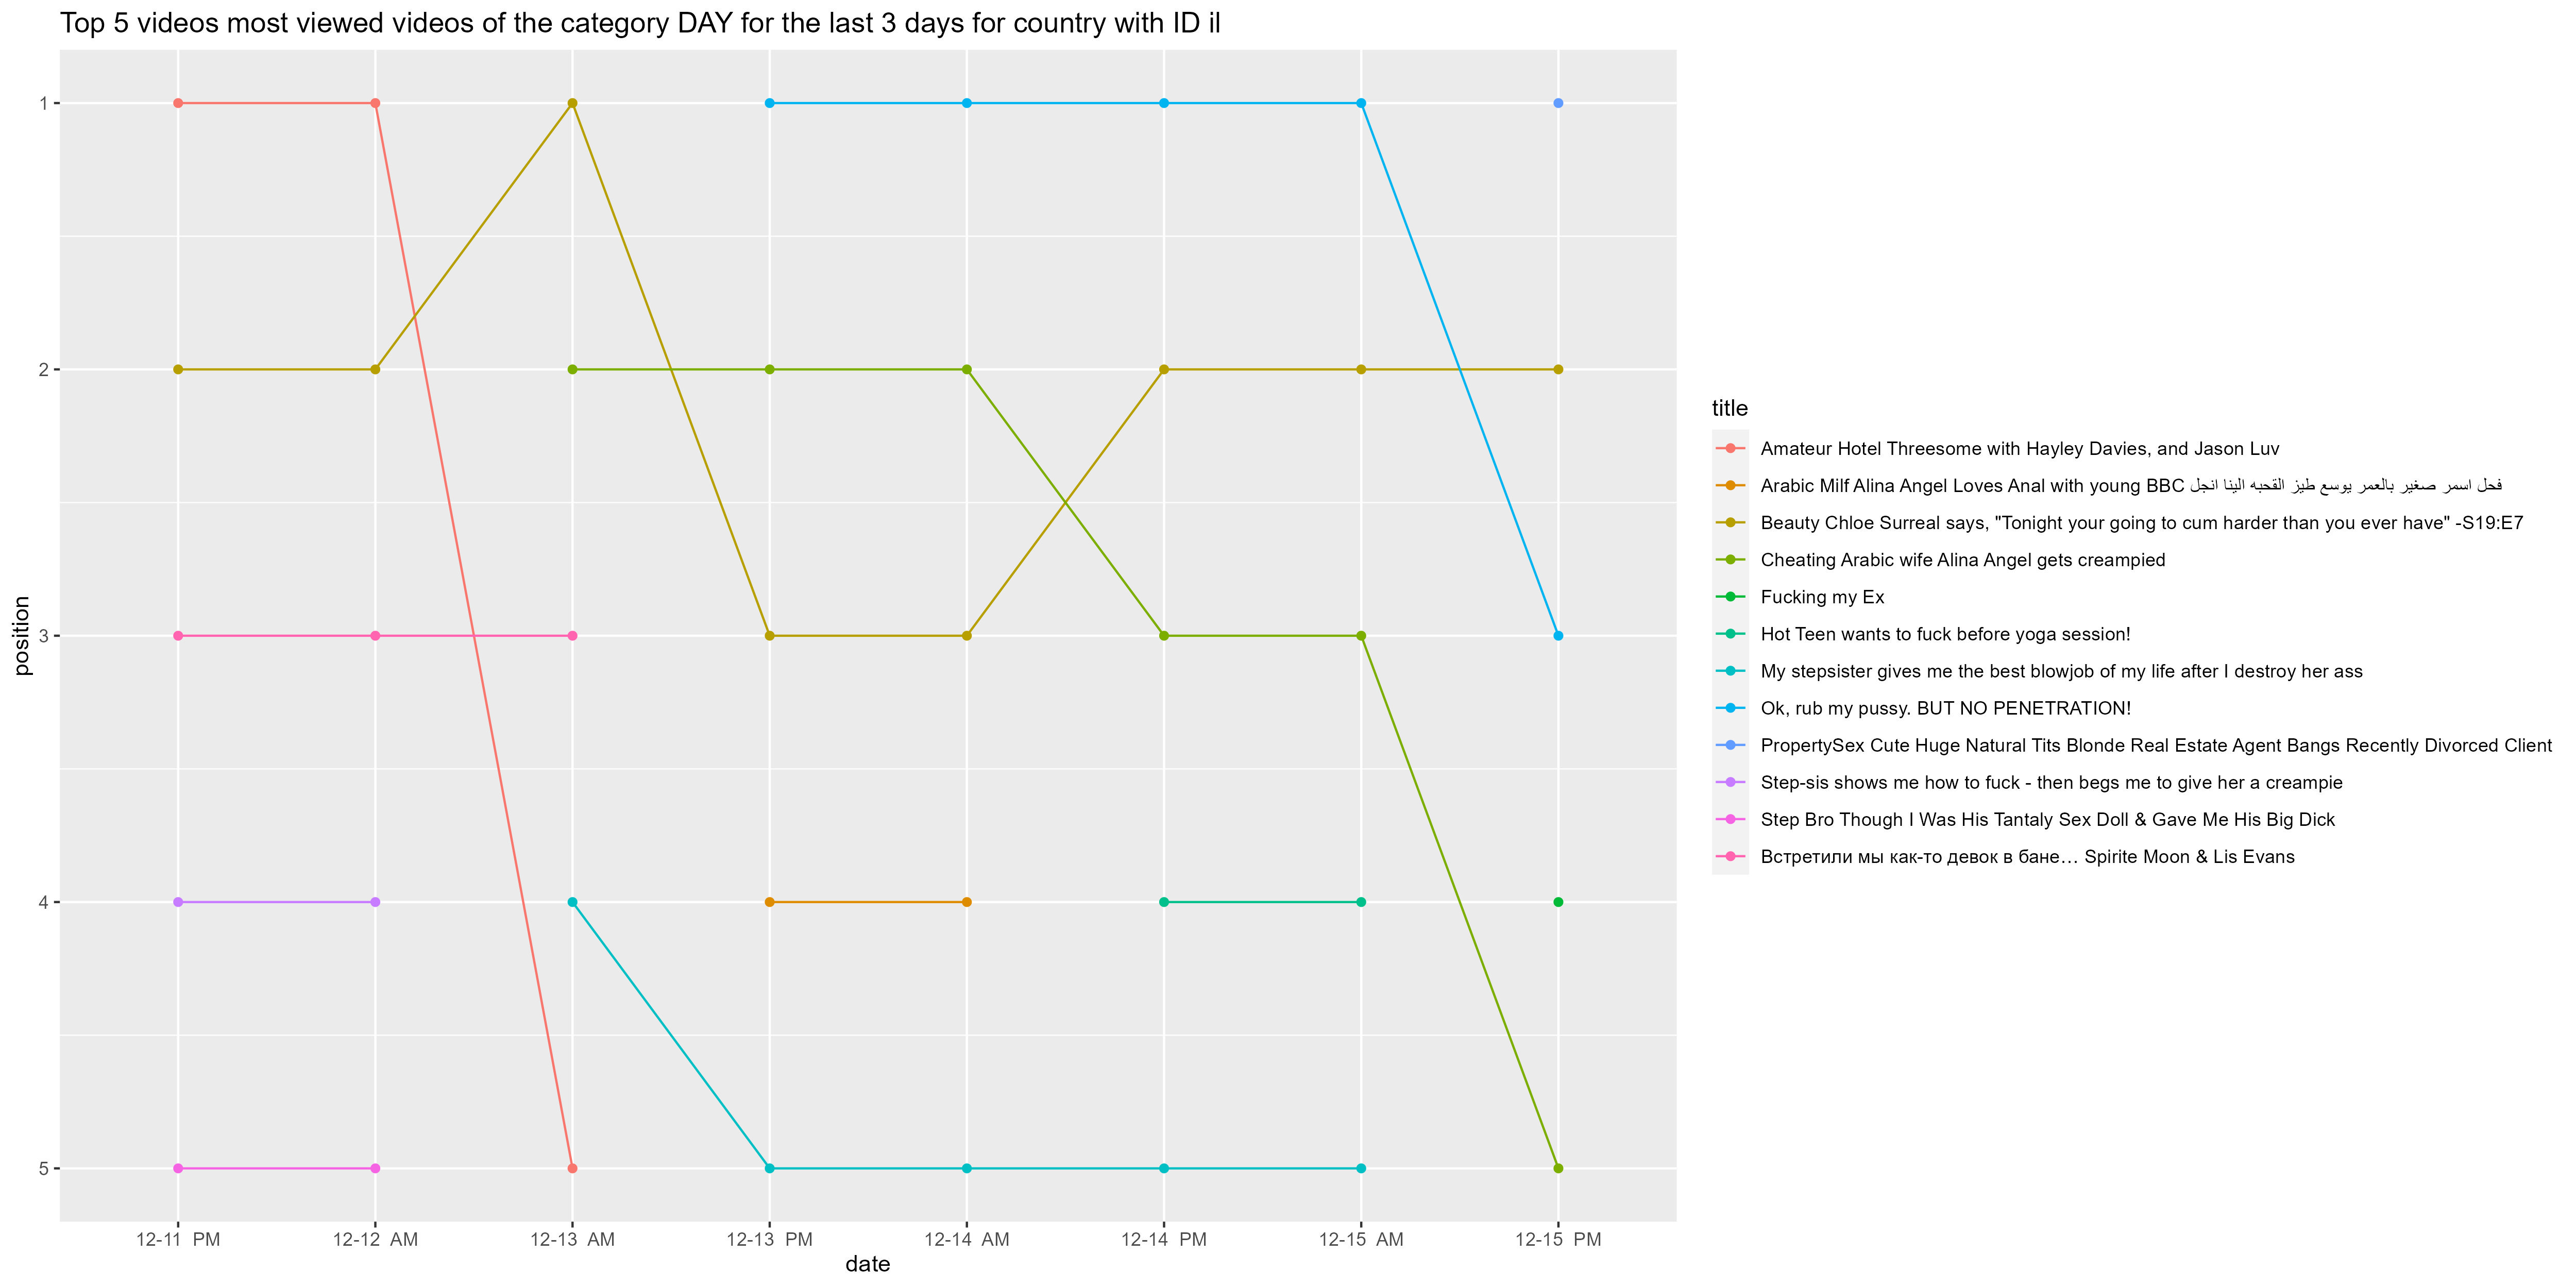 Top 5 videos most viewed videos of the category DAY for the last 3 days for country with ID il
position
1
2
3
4
5
12-11 PM
12-12 AM
12-13 AM
12-13 PM
12-14 AM
12-14 PM
12-15 AM
12-15 PM
date
title
Amateur Hotel Threesome with Hayley Davies, and Jason Luv
Arabic Milf Alina Angel Loves Anal with young BBC فحل اسمر صغير بالعمر يوسع طيز القحبه الينا انجل
Beauty Chloe Surreal says, "Tonight your going to cum harder than you ever have" -S19:E7
Cheating Arabic wife Alina Angel gets creampied
Fucking my Ex
Hot Teen wants to fuck before yoga session!
My stepsister gives me the best blowjob of my life after I destroy her ass
Ok, rub my pussy. BUT NO PENETRATION!
PropertySex Cute Huge Natural Tits Blonde Real Estate Agent Bangs Recently Divorced Client
Step-sis shows me how to fuck - then begs me to give her a creampie
Step Bro Though I Was His Tantaly Sex Doll & Gave Me His Big Dick
Встретили мы как-то девок в бане… Spirite Moon & Lis Evans